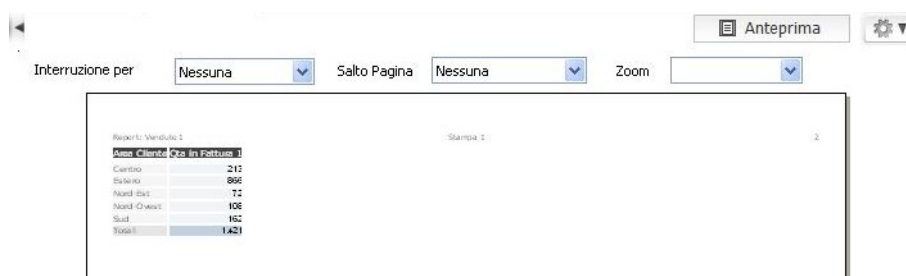 Anteprima
Interruzione per Nessuna Salto Pagina Nessuna Zoom
Report: Vendute 1 Stampa 1 2
Area Cliente Qta in Fattura 1
Centro 213
Estero 866
Nord-Est 72
Nord-Ovest 108
Sud 162
Total 1.421